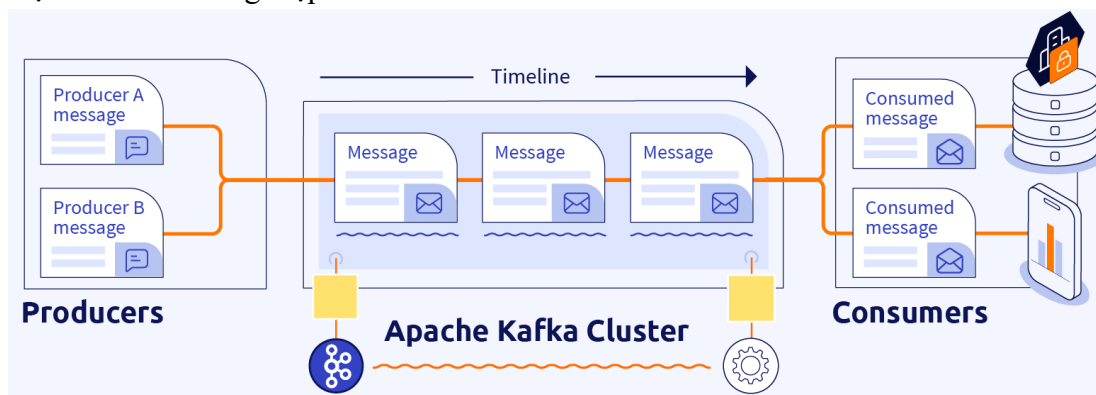 Timeline
Producer A
message
Producer B
message
Message
Message
Message
Consumed
message
Consumed
message
Producers
Apache Kafka Cluster
Consumers